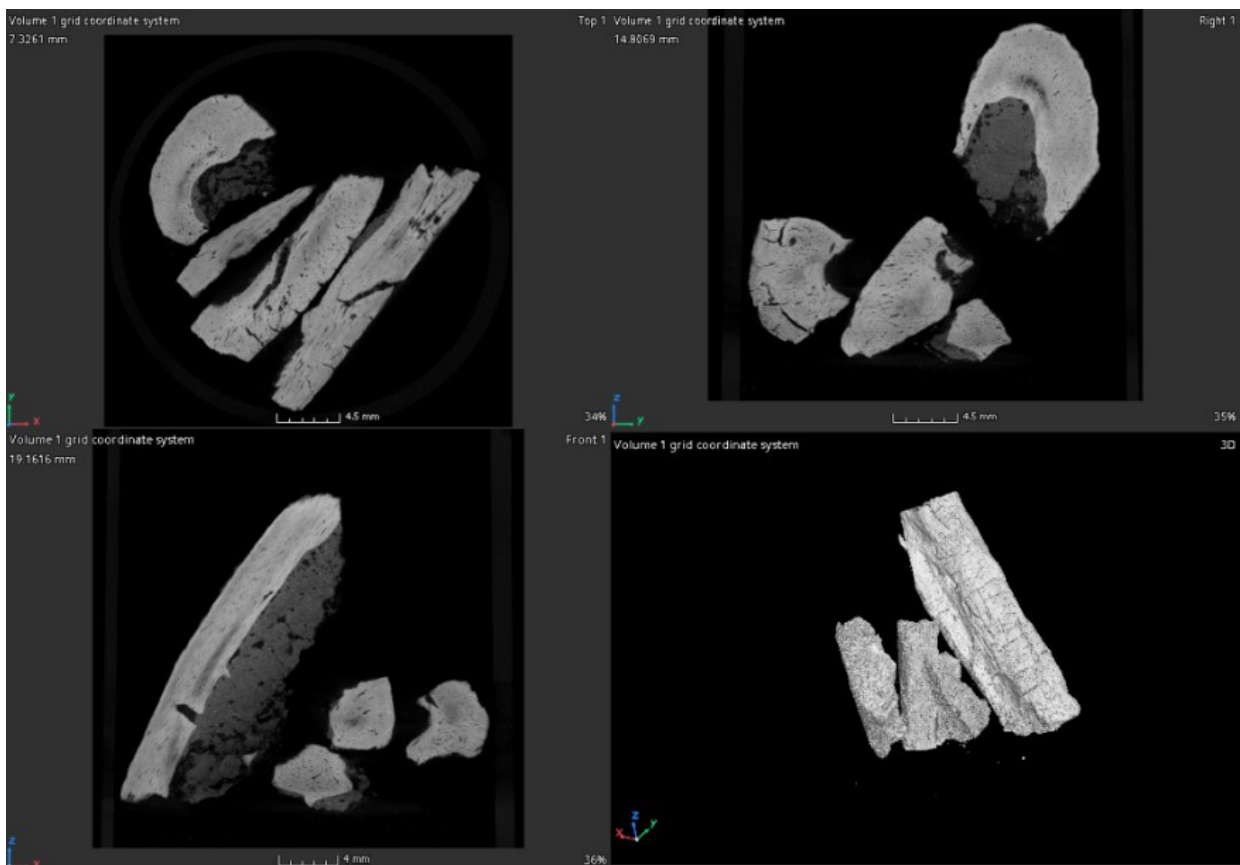 Volume 1 grid coordinate system
Top 1
7.3261 mm
4.5 mm
34%
y
x
Volume 1 grid coordinate system
Right 1
14.8069 mm
4.5 mm
35%
z
y
Volume 1 grid coordinate system
Front 1
19.1616 mm
4 mm
36%
z
x
Volume 1 grid coordinate system
3D
z
x
y